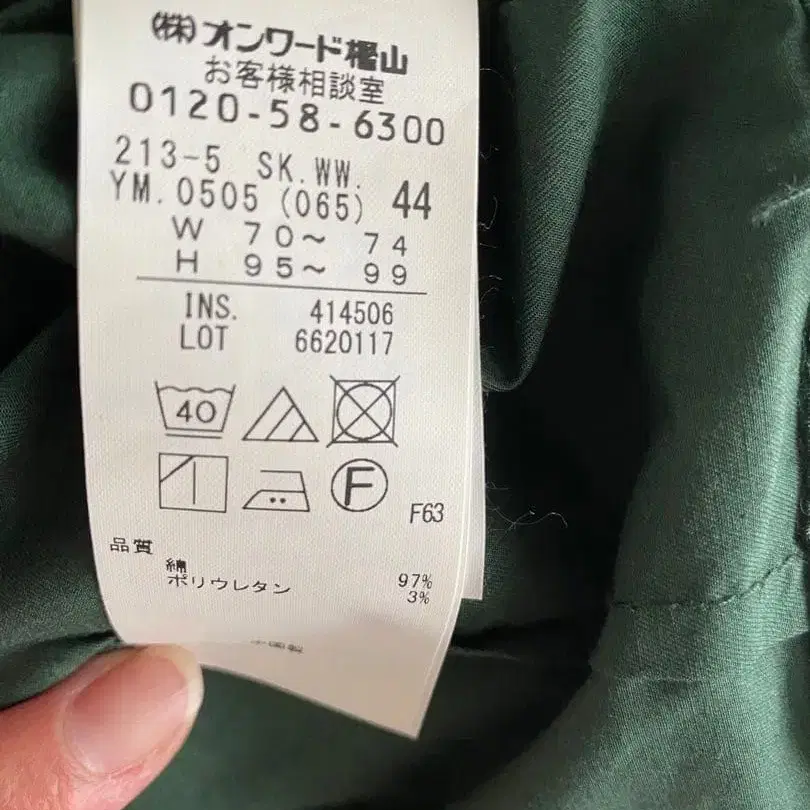 (株)オンワード樫山
お客様相談室
0120-58-6300
213-5 SK.WW.
YM.0505 (065) 44
W 70～ 74
H 95～ 99
INS. 414506
LOT 6620117
40
F
F63
品質
綿 97%
ポリウレタン 3%